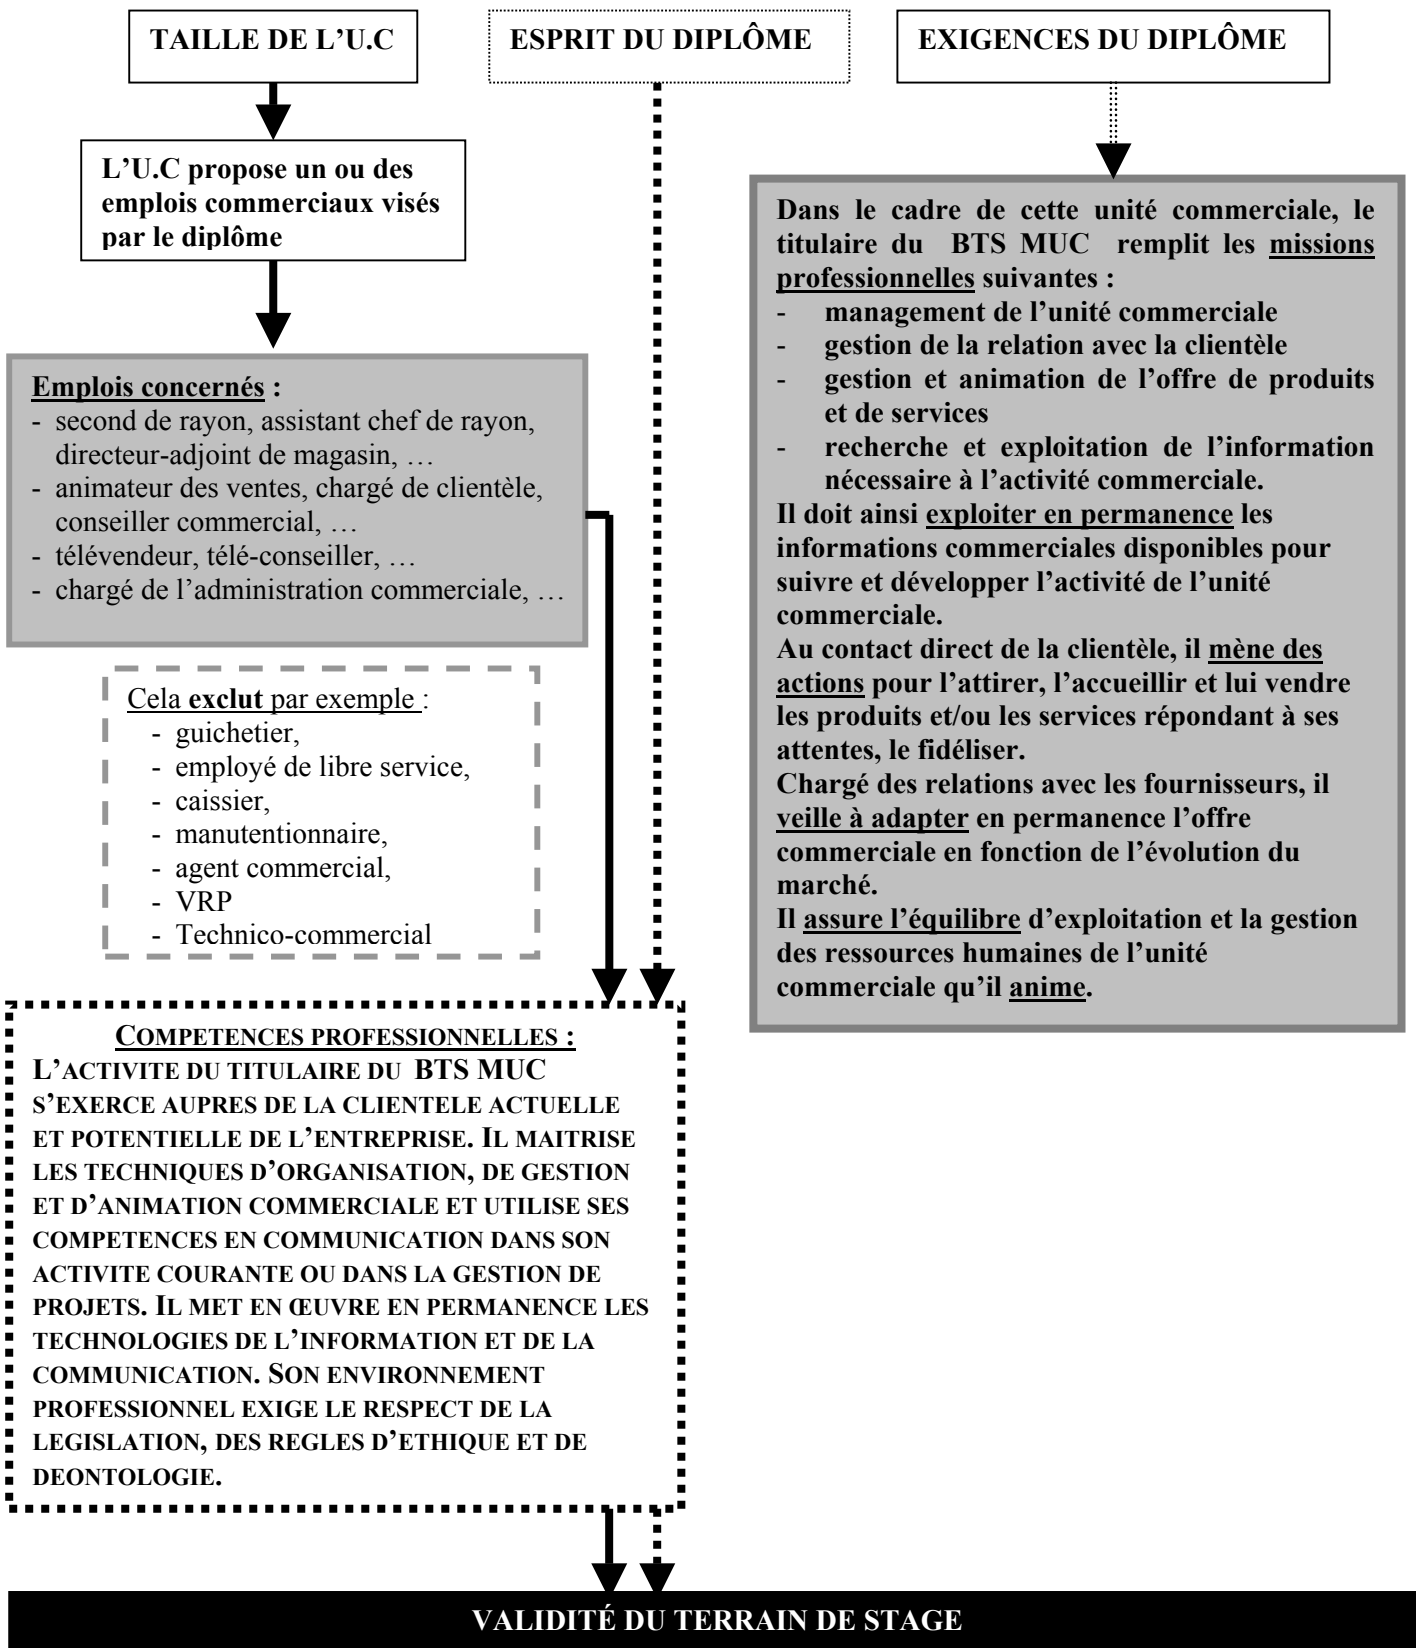 TAILLE DE L’U.C
ESPRIT DU DIPLÔME
EXIGENCES DU DIPLÔME
L’U.C propose un ou des
emplois commerciaux visés
par le diplôme
Emplois concernés :
- second de rayon, assistant chef de rayon,
directeur-adjoint de magasin, …
- animateur des ventes, chargé de clientèle,
conseiller commercial, …
- télévendeur, télé-conseiller, …
- chargé de l’administration commerciale, …
Cela exclut par exemple :
- guichetier,
- employé de libre service,
- caissier,
- manutentionnaire,
- agent commercial,
- VRP
- Technico-commercial
Dans le cadre de cette unité commerciale, le
titulaire du BTS MUC remplit les missions
professionnelles suivantes :
- management de l’unité commerciale
- gestion de la relation avec la clientèle
- gestion et animation de l’offre de produits
et de services
- recherche et exploitation de l’information
nécessaire à l’activité commerciale.
Il doit ainsi exploiter en permanence les
informations commerciales disponibles pour
suivre et développer l’activité de l’unité
commerciale.
Au contact direct de la clientèle, il mène des
actions pour l’attirer, l’accueillir et lui vendre
les produits et/ou les services répondant à ses
attentes, le fidéliser.
Chargé des relations avec les fournisseurs, il
veille à adapter en permanence l’offre
commerciale en fonction de l’évolution du
marché.
Il assure l’équilibre d’exploitation et la gestion
des ressources humaines de l’unité
commerciale qu’il anime.
COMPETENCES PROFESSIONNELLES :
L’ACTIVITE DU TITULAIRE DU BTS MUC
S’EXERCE AUPRES DE LA CLIENTELE ACTUELLE
ET POTENTIELLE DE L’ENTREPRISE. IL MAITRISE
LES TECHNIQUES D’ORGANISATION, DE GESTION
ET D’ANIMATION COMMERCIALE ET UTILISE SES
COMPETENCES EN COMMUNICATION DANS SON
ACTIVITE COURANTE OU DANS LA GESTION DE
PROJETS. IL MET EN ŒUVRE EN PERMANENCE LES
TECHNOLOGIES DE L’INFORMATION ET DE LA
COMMUNICATION. SON ENVIRONNEMENT
PROFESSIONNEL EXIGE LE RESPECT DE LA
LEGISLATION, DES REGLES D’ETHIQUE ET DE
DEONTOLOGIE.
VALIDITÉ DU TERRAIN DE STAGE